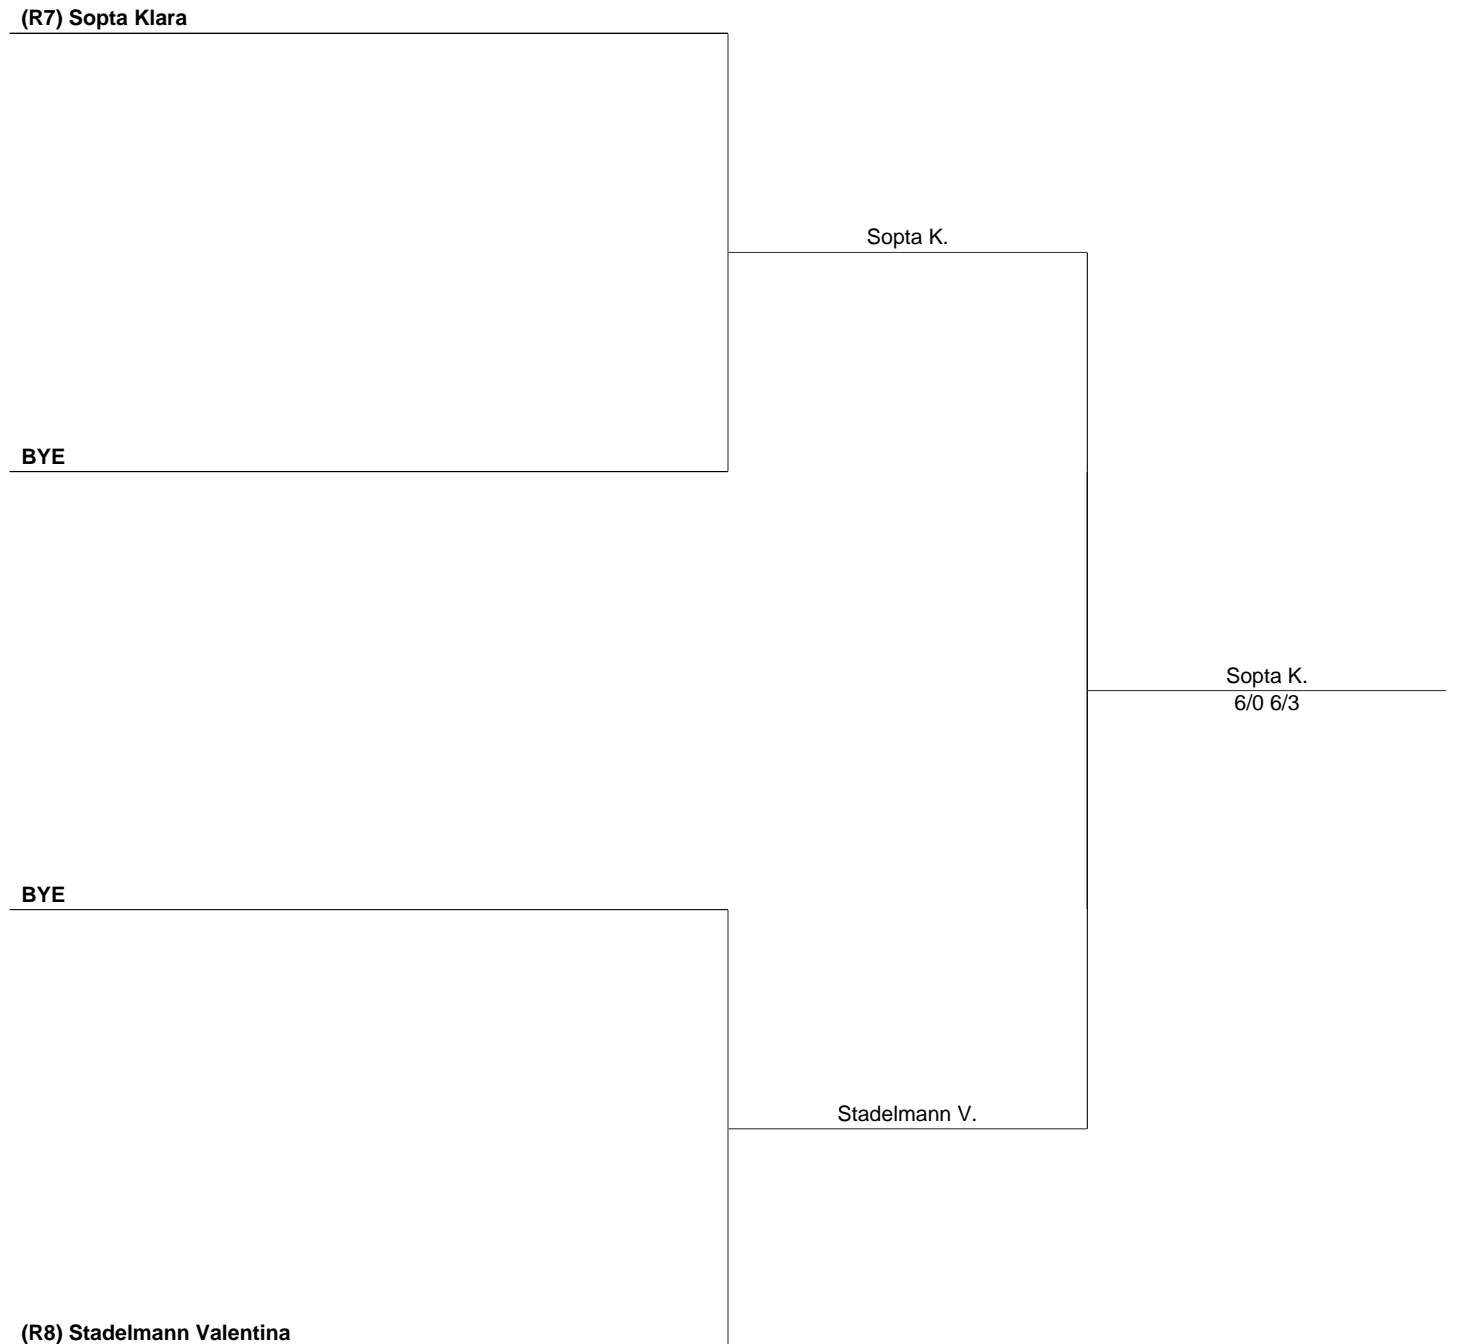 (R7) Sopta Klara
Sopta K.
BYE
Sopta K.
6/0 6/3
BYE
Stadelmann V.
(R8) Stadelmann Valentina